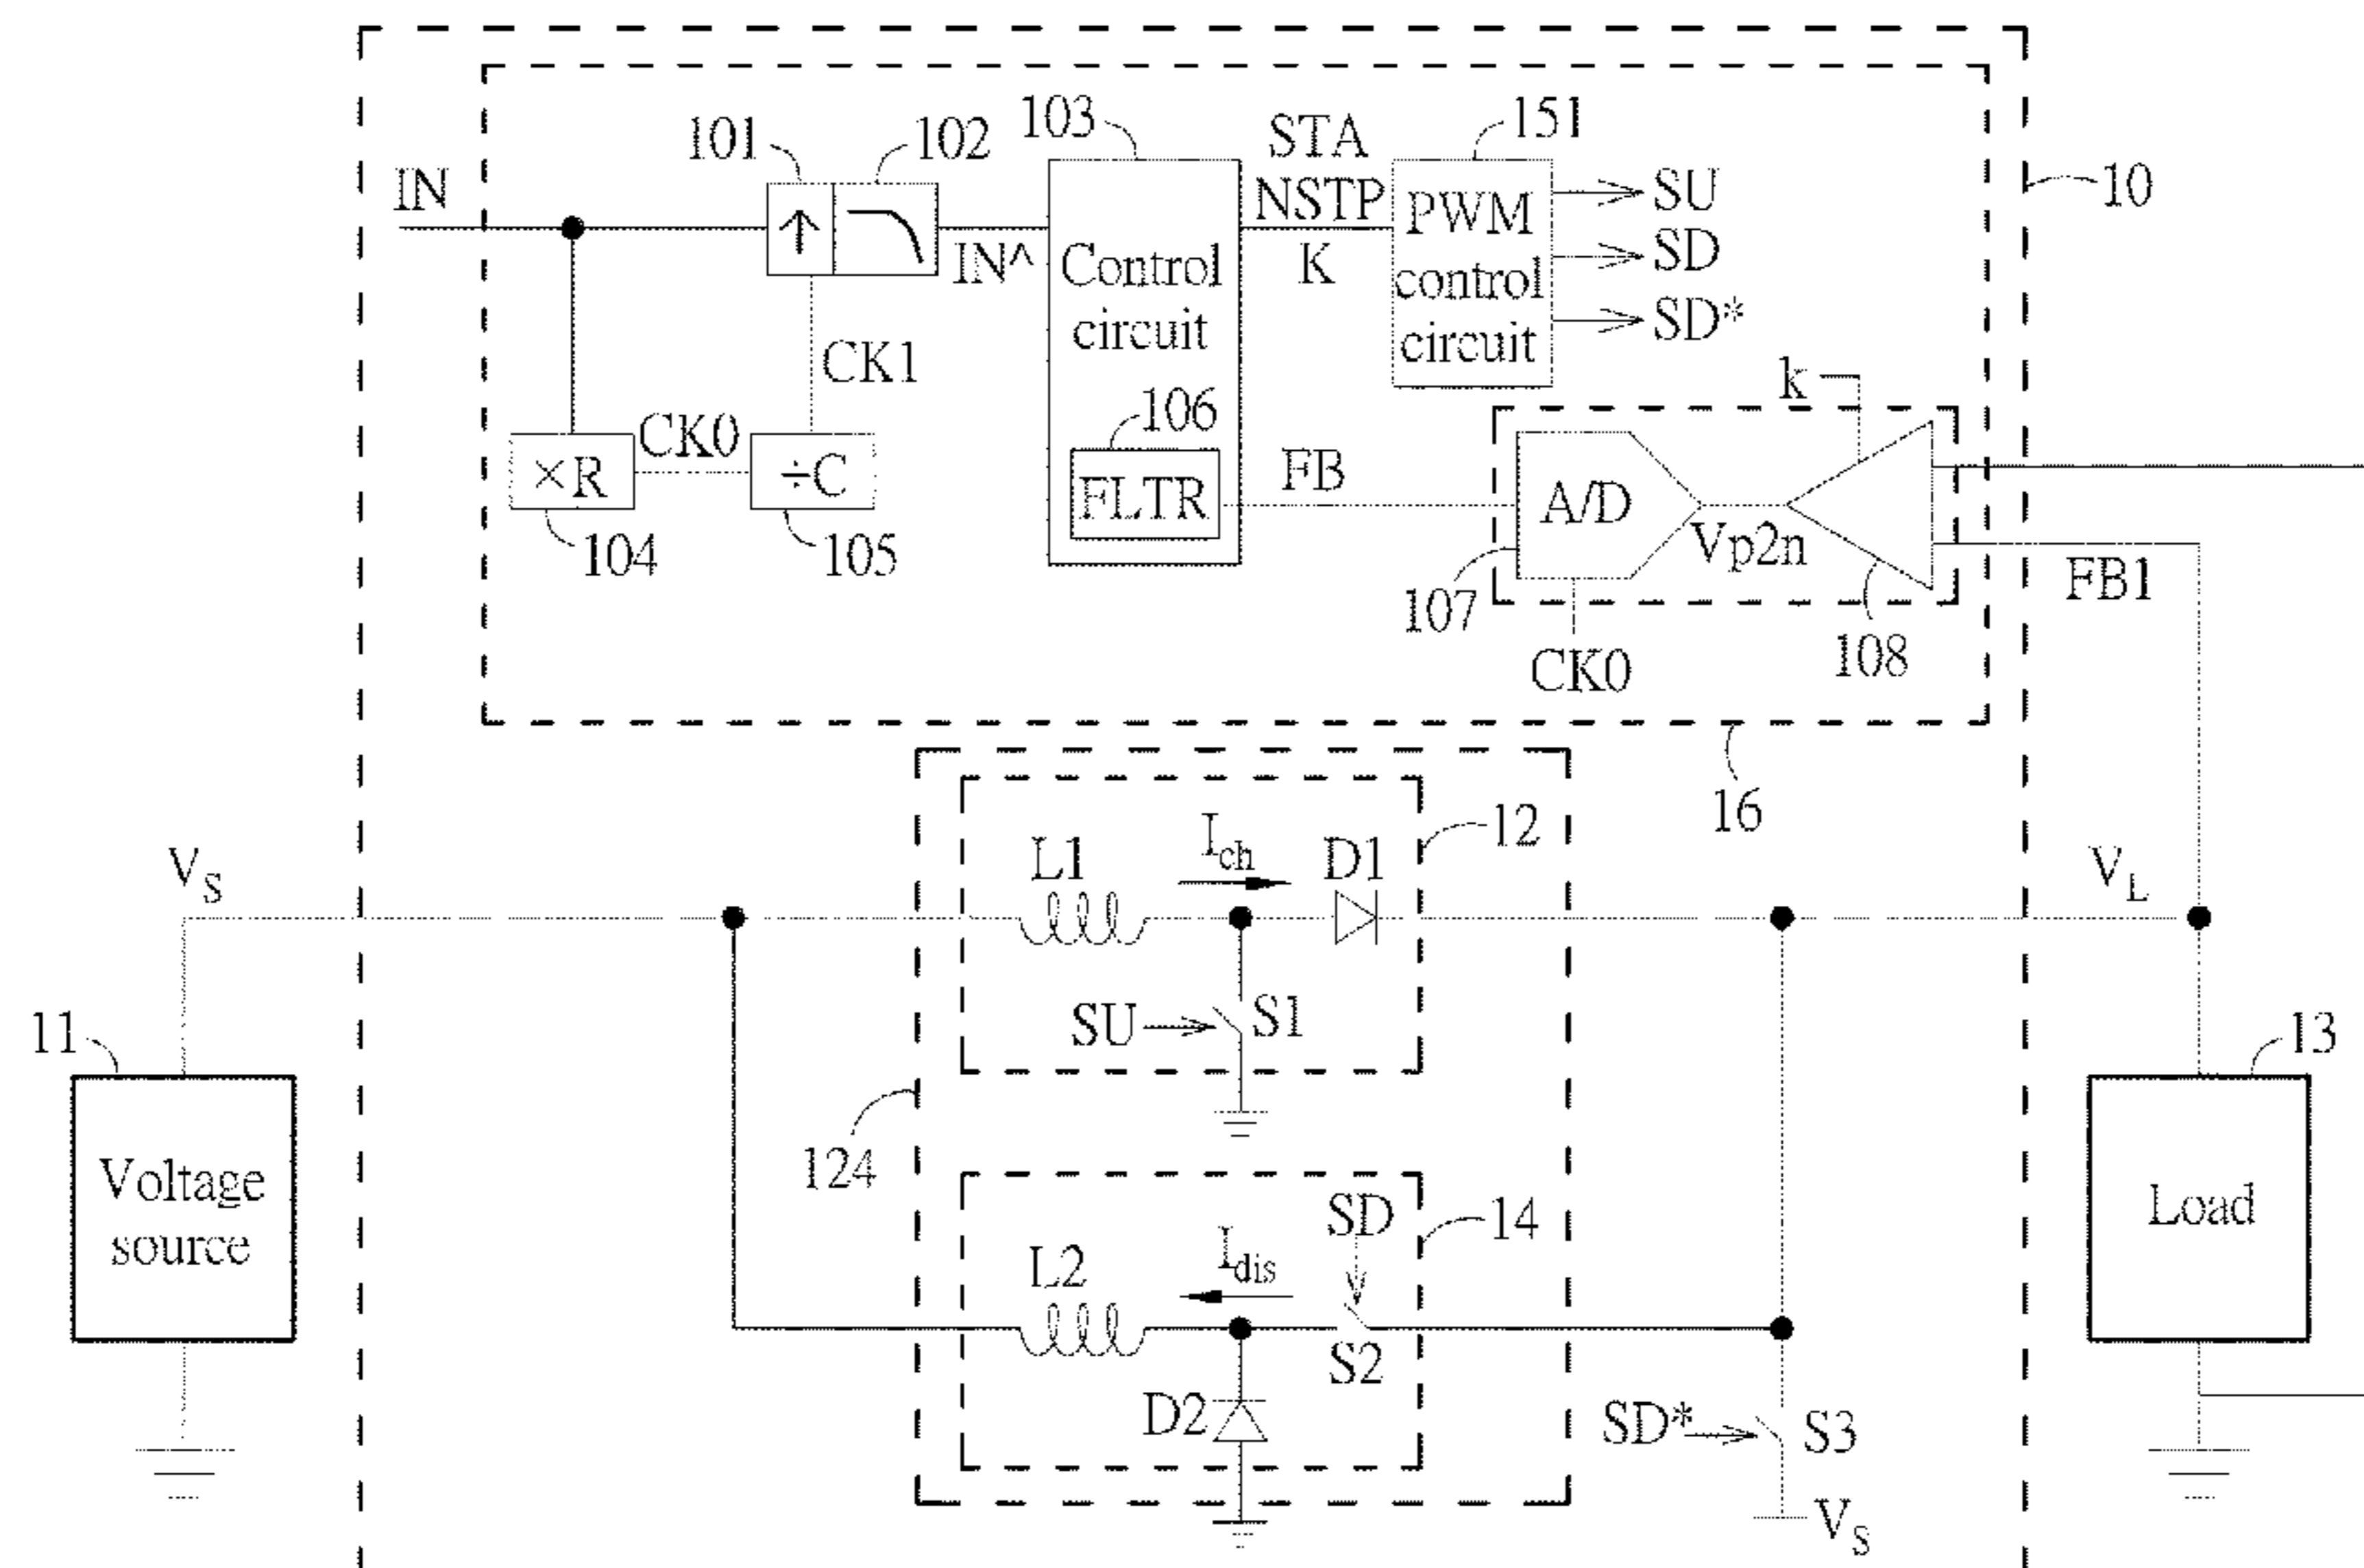 101
102
103
STA
151
IN
NSTP
SU
10
PWM
control
circuit
IN^
Control
circuit
K
SD
SD*
CK1
k
106
CK0
×R
÷C
FLTR
FB
A/D
Vp2n
104
105
107
FB1
CK0
108
16
12
VS
L1
Ich
D1
VL
SU
S1
11
13
124
Voltage
source
SD
14
Load
L2
Idis
S2
D2
SD*
S3
VS